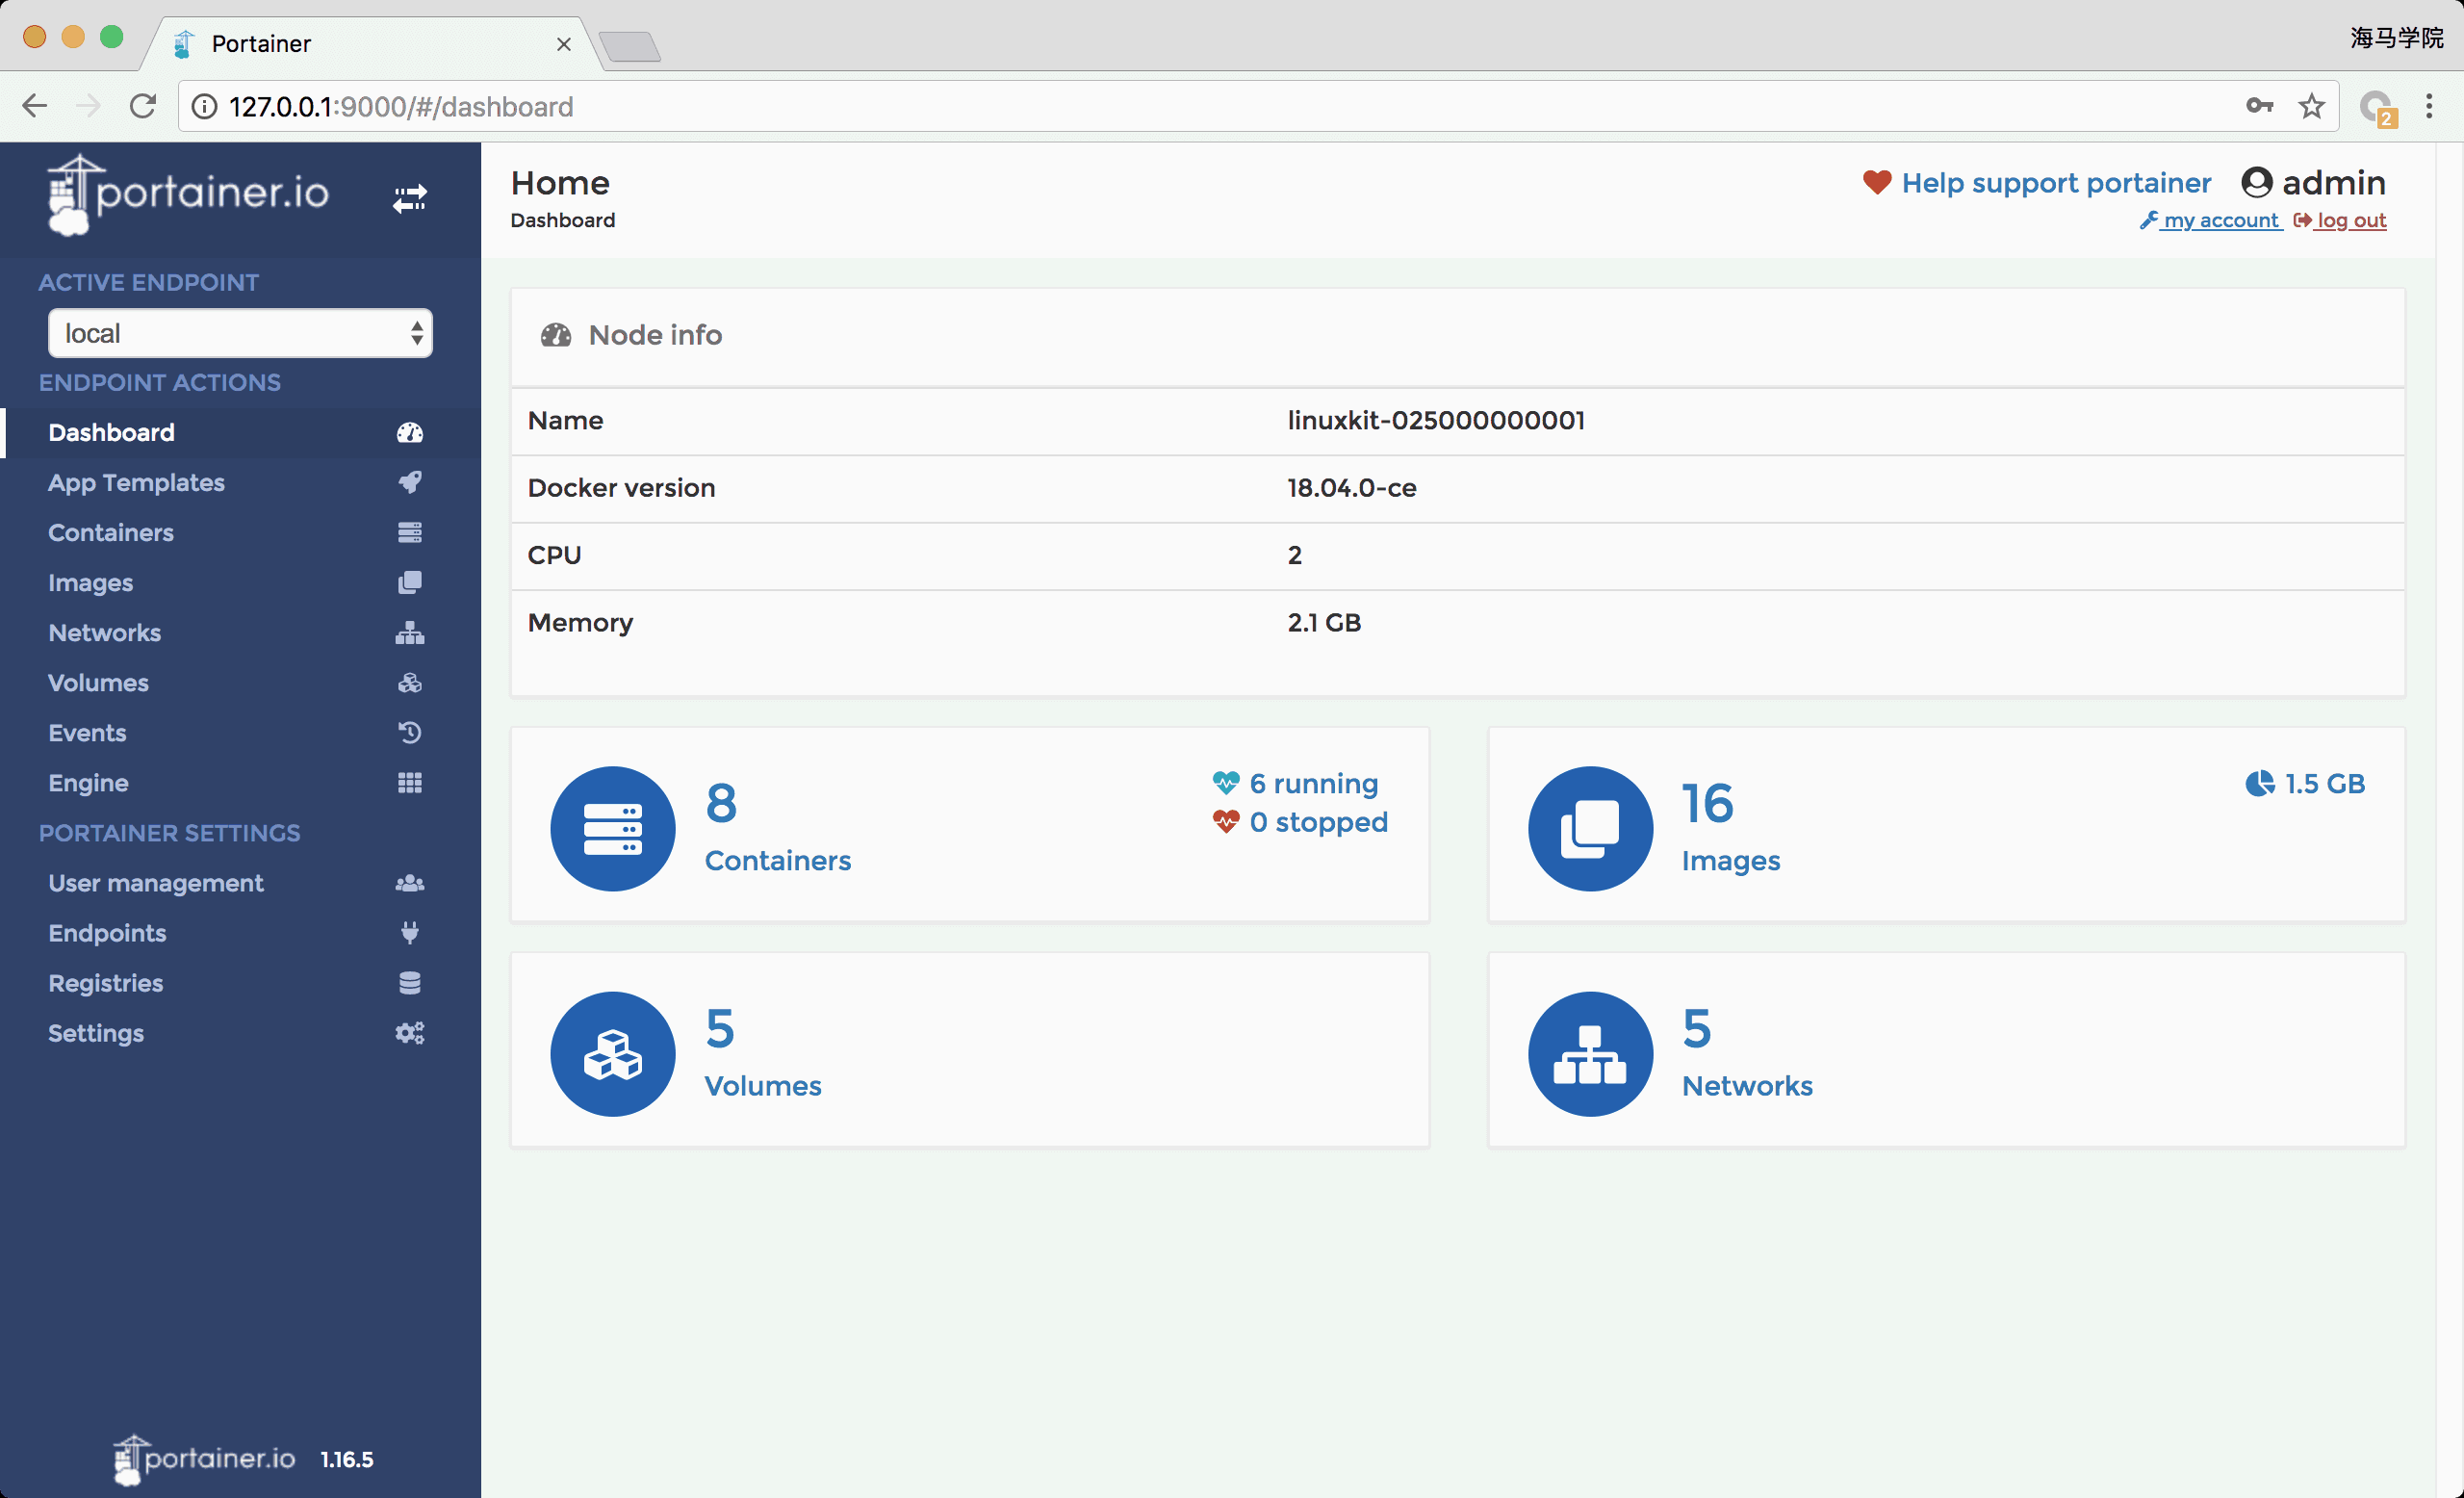 Portainer
海马学院
127.0.0.1:9000/#/dashboard
2
portainer.io
Home
Help support portainer
admin
Dashboard
my account
log out
ACTIVE ENDPOINT
local
ENDPOINT ACTIONS
Dashboard
App Templates
Containers
Images
Networks
Volumes
Events
Engine
PORTAINER SETTINGS
User management
Endpoints
Registries
Settings
portainer.io 1.16.5
Node info
Name linuxkit-025000000001
Docker version 18.04.0-ce
CPU 2
Memory 2.1 GB
8
Containers
6 running
0 stopped
16
Images
1.5 GB
5
Volumes
5
Networks